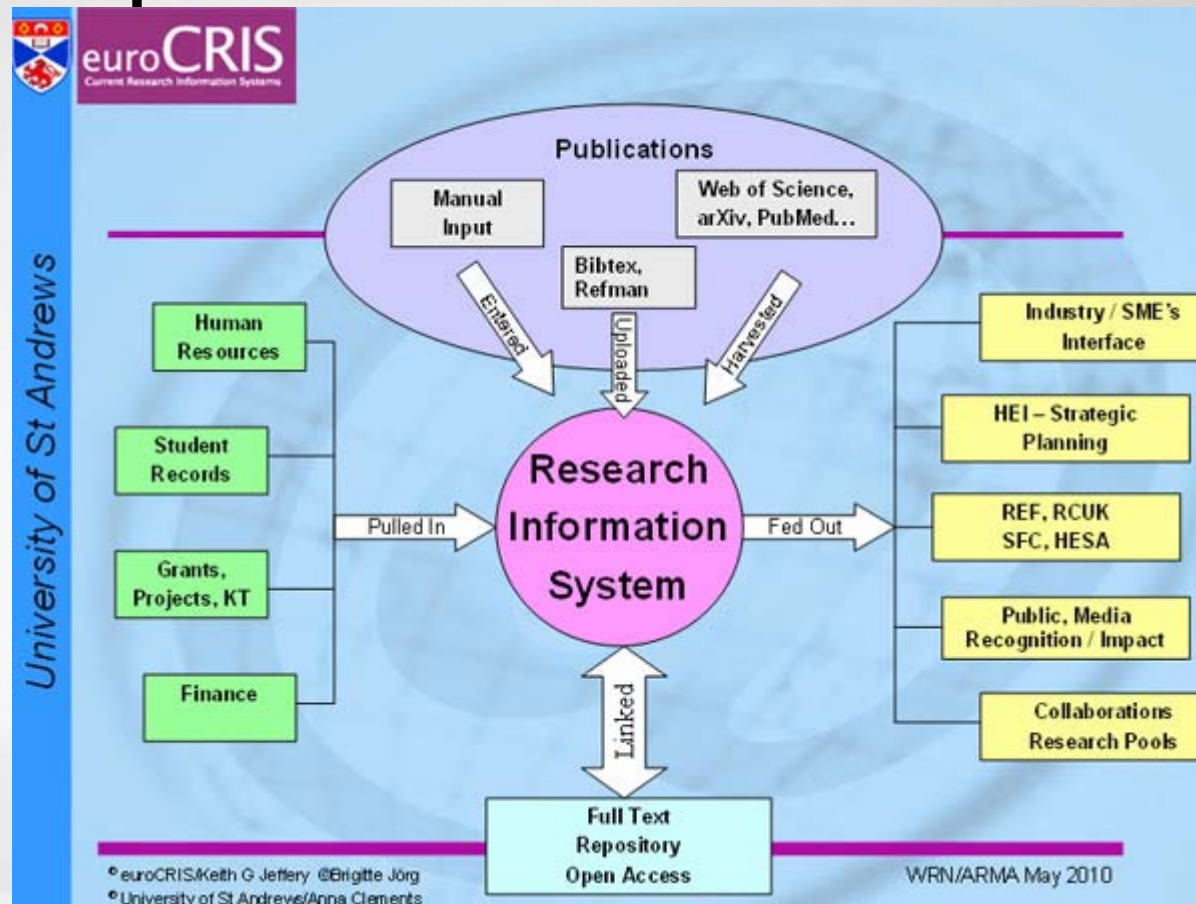 euroCRIS
Current Research Information Systems
University of St Andrews
Publications
Manual
Input
Bibtex,
Refman
Web of Science,
arXiv, PubMed...
Entered
Uploaded
Harvested
Human
Resources
Student
Records
Grants,
Projects, KT
Finance
Pulled In
Research
Information
System
Fed Out
Industry / SME's
Interface
HEI – Strategic
Planning
REF, RCUK
SFC, HESA
Public, Media
Recognition / Impact
Collaborations
Research Pools
Linked
Full Text
Repository
Open Access
© euroCRIS/Keith G Jeffery ©Brigitte Jörg
© University of St Andrews/Anna Clements
WRN/ARMA May 2010